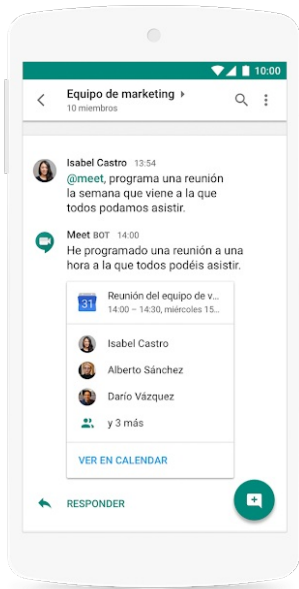 10:00
Equipo de marketing
10 miembros
Isabel Castro 13:54
@meet, programa una reunión
la semana que viene a la que
todos podamos asistir.
Meet BOT 14:00
He programado una reunión a una
hora a la que todos podéis asistir.
31
Reunión del equipo de v...
14:00 – 14:30, miércoles 15...
Isabel Castro
Alberto Sánchez
Darío Vázquez
y 3 más
VER EN CALENDAR
RESPONDER